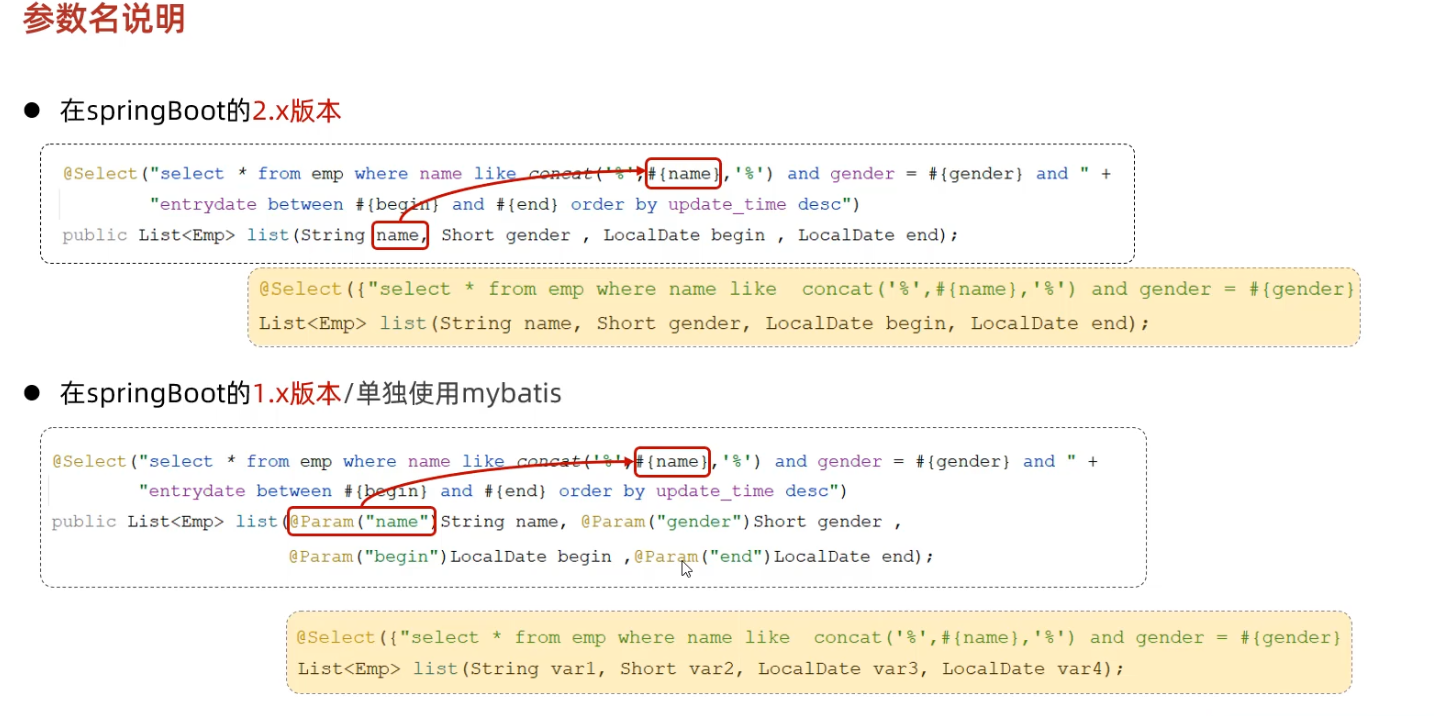 参数名说明
● 在springBoot的2.x版本
@Select("select * from emp where name like concat('%',#{name},'%') and gender = #{gender} and " +
"entrydate between #{begin} and #{end} order by update_time desc")
public List<Emp> list(String name, Short gender , LocalDate begin , LocalDate end);
@Select({"select * from emp where name like  concat('%',#{name},'%') and gender = #{gender}
List<Emp> list(String name, Short gender, LocalDate begin, LocalDate end);
● 在springBoot的1.x版本/单独使用mybatis
@Select("select * from emp where name like concat('%',#{name},'%') and gender = #{gender} and " +
"entrydate between #{begin} and #{end} order by update_time desc")
public List<Emp> list(@Param("name")String name, @Param("gender")Short gender ,
@Param("begin")LocalDate begin ,@Param("end")LocalDate end);
@Select({"select * from emp where name like  concat('%',#{name},'%') and gender = #{gender}
List<Emp> list(String var1, Short var2, LocalDate var3, LocalDate var4);